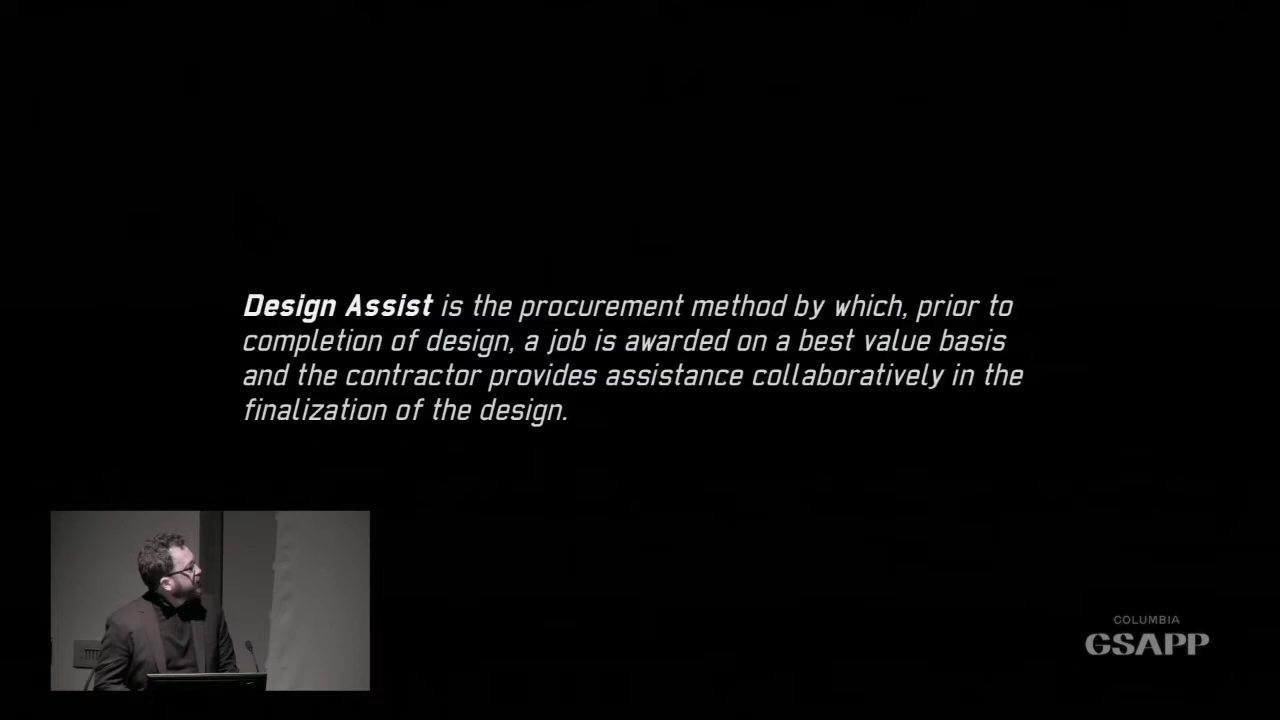 Design Assist is the procurement method by which, prior to
completion of design, a job is awarded on a best value basis
and the contractor provides assistance collaboratively in the
finalization of the design.
COLUMBIA
GSAPP